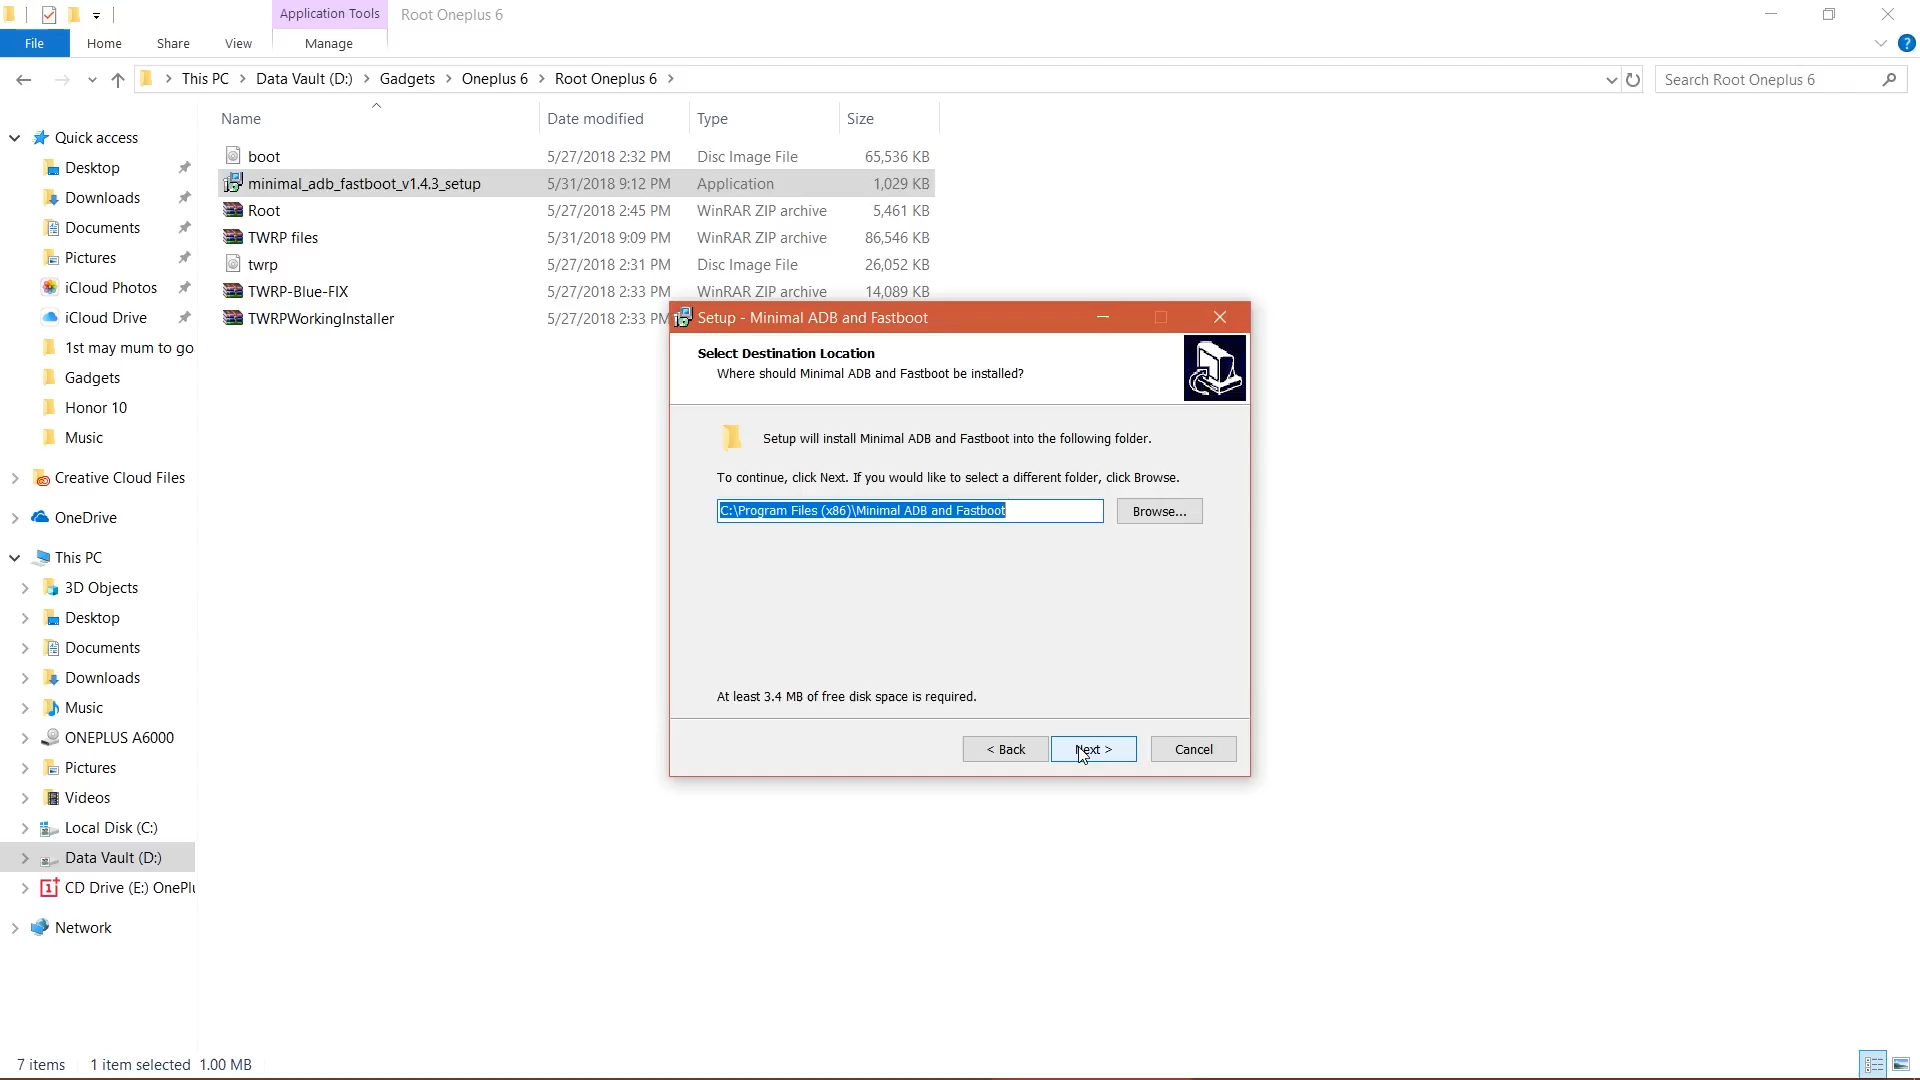 Application Tools
Root Oneplus 6
File
Home
Share
View
Manage
This PC
Data Vault (D:)
Gadgets
Oneplus 6
Root Oneplus 6
Search Root Oneplus 6
Name
Date modified
Type
Size
boot 5/27/2018 2:32 PM Disc Image File 65,536 KB
minimal_adb_fastboot_v1.4.3_setup 5/31/2018 9:12 PM Application 1,029 KB
Root 5/27/2018 2:45 PM WinRAR ZIP archive 5,461 KB
TWRP files 5/31/2018 9:09 PM WinRAR ZIP archive 86,546 KB
twrp 5/27/2018 2:31 PM Disc Image File 26,052 KB
TWRP-Blue-FIX 5/27/2018 2:33 PM WinRAR ZIP archive 14,089 KB
TWRPWorkingInstaller 5/27/2018 2:33 PM
Quick access
Desktop
Downloads
Documents
Pictures
iCloud Photos
iCloud Drive
1st may mum to go
Gadgets
Honor 10
Music
Creative Cloud Files
OneDrive
This PC
3D Objects
Desktop
Documents
Downloads
Music
ONEPLUS A6000
Pictures
Videos
Local Disk (C:)
Data Vault (D:)
CD Drive (E:) OnePlu
Network
Setup - Minimal ADB and Fastboot
Select Destination Location
Where should Minimal ADB and Fastboot be installed?
Setup will install Minimal ADB and Fastboot into the following folder.
To continue, click Next. If you would like to select a different folder, click Browse.
C:\Program Files (x86)\Minimal ADB and Fastboot
Browse...
At least 3.4 MB of free disk space is required.
< Back
Next >
Cancel
7 items
1 item selected 1.00 MB